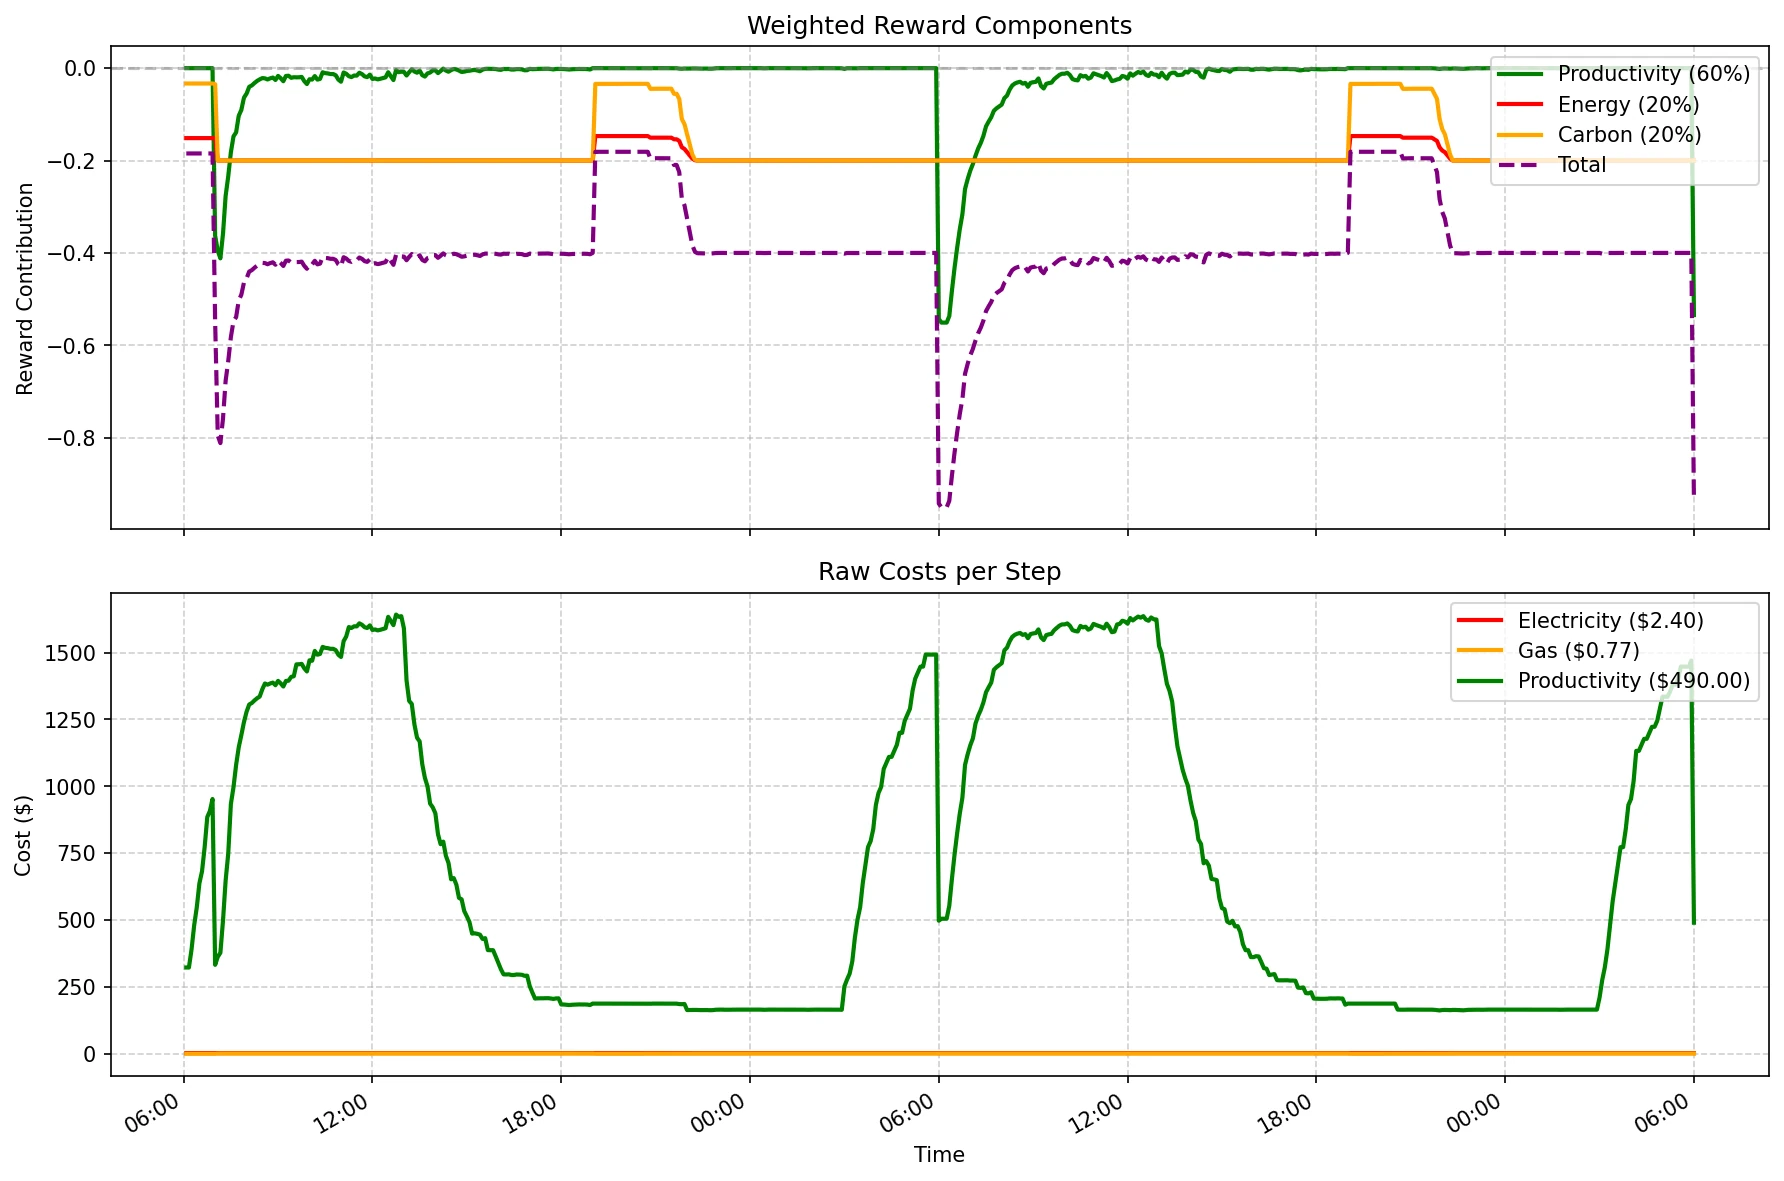 Weighted Reward Components
Reward Contribution
0.0
−0.2
−0.4
−0.6
−0.8
Productivity (60%)
Energy (20%)
Carbon (20%)
Total
Raw Costs per Step
Cost ($)
1500
1250
1000
750
500
250
0
Electricity ($2.40)
Gas ($0.77)
Productivity ($490.00)
06:00
12:00
18:00
00:00
06:00
12:00
18:00
00:00
06:00
Time